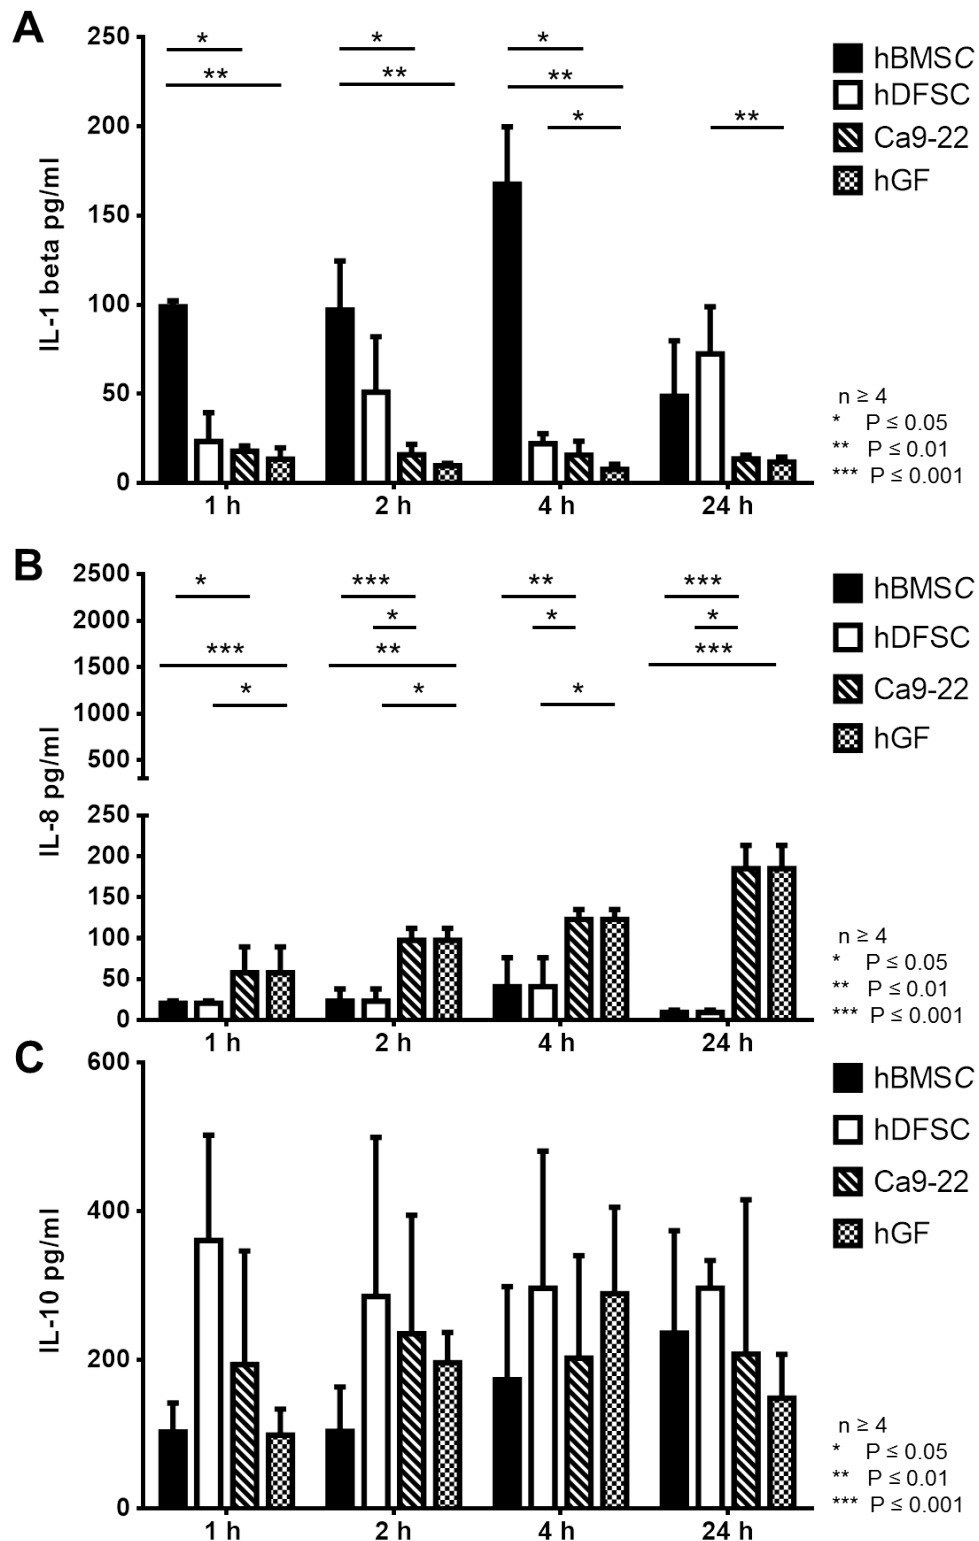 A
IL-1 beta pg/ml
250
200
150
100
50
0
*
**
*
**
*
**
*
**
1 h
2 h
4 h
24 h
hBMSC
hDFSC
Ca9-22
hGF
n ≥ 4
* P ≤ 0.05
** P ≤ 0.01
*** P ≤ 0.001
B
IL-8 pg/ml
2500
2000
1500
1000
500
250
200
150
100
50
0
*
***
*
***
*
**
*
**
*
*
***
*
***
1 h
2 h
4 h
24 h
hBMSC
hDFSC
Ca9-22
hGF
n ≥ 4
* P ≤ 0.05
** P ≤ 0.01
*** P ≤ 0.001
C
IL-10 pg/ml
600
400
200
0
1 h
2 h
4 h
24 h
hBMSC
hDFSC
Ca9-22
hGF
n ≥ 4
* P ≤ 0.05
** P ≤ 0.01
*** P ≤ 0.001